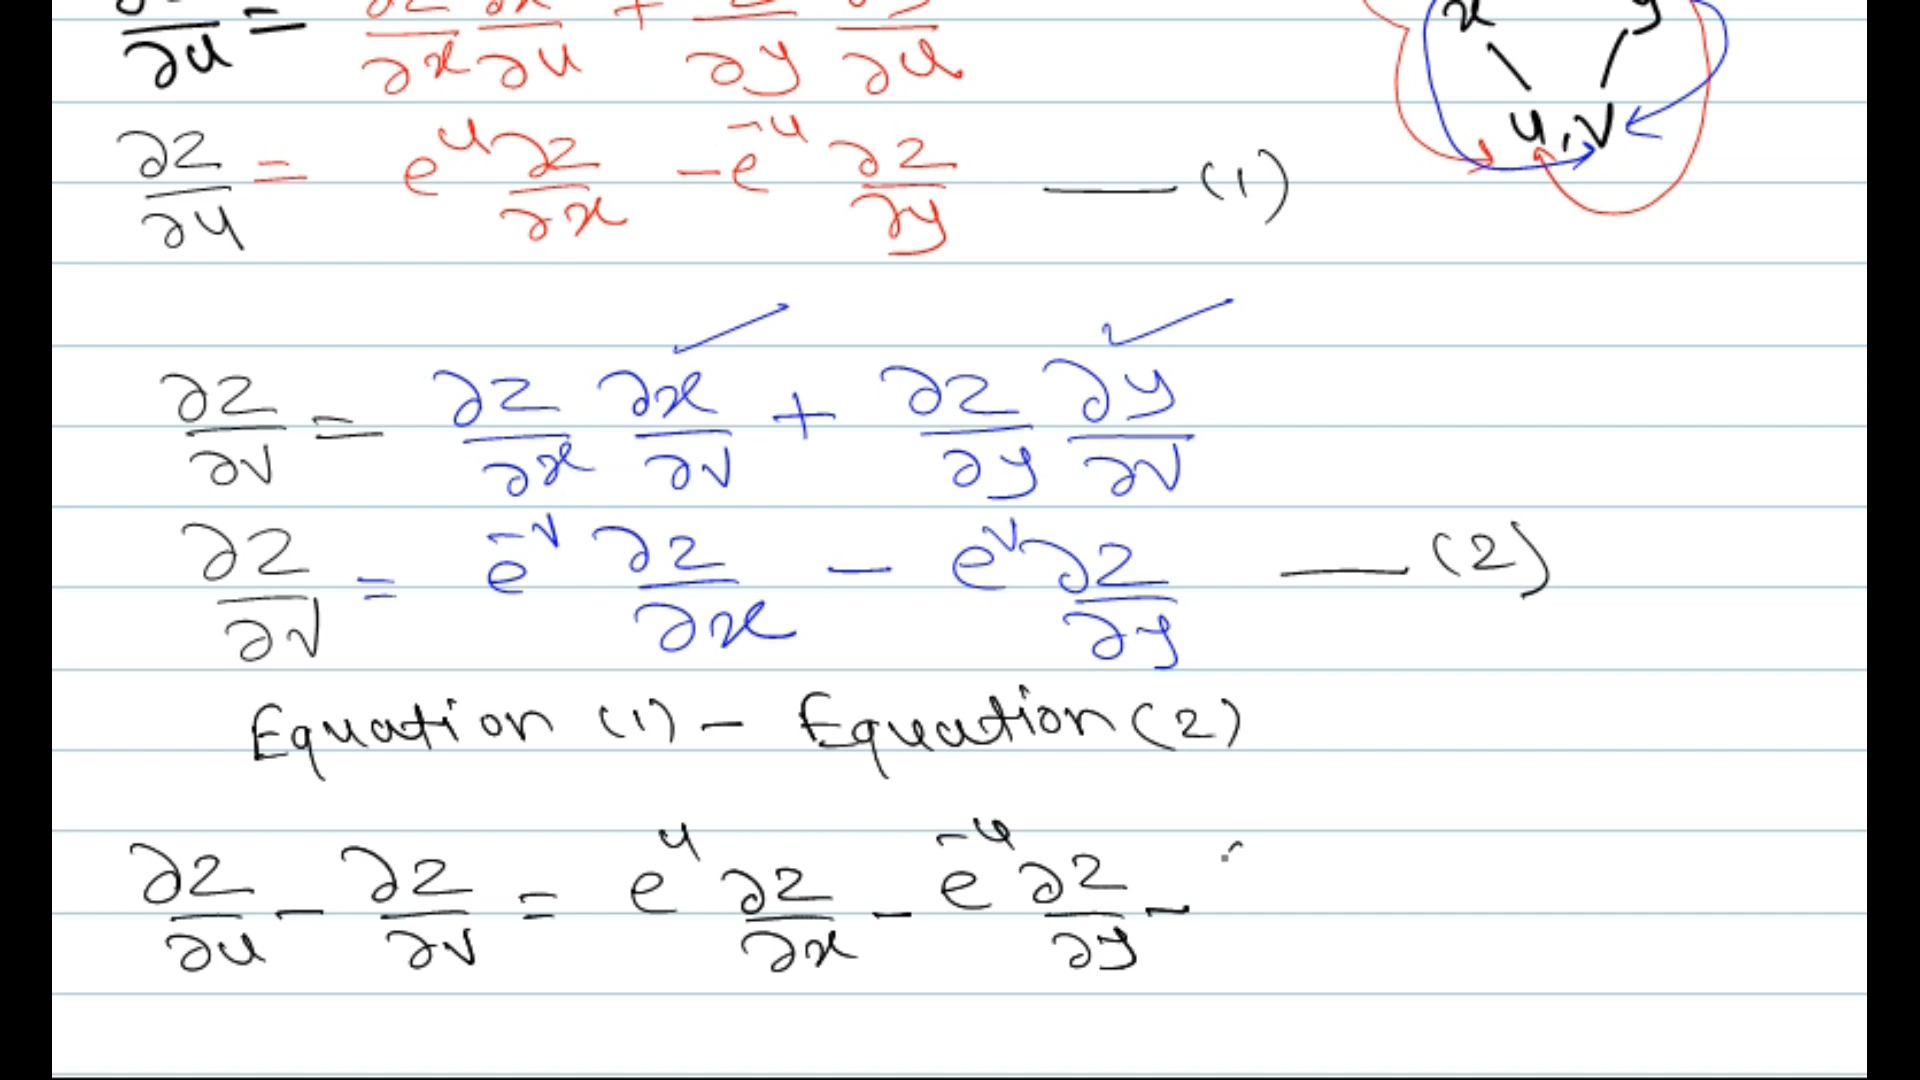 x y
∂z/∂u = ∂z/∂x ∂x/∂u + ∂z/∂y ∂y/∂u
u,v
∂z/∂u = e^u ∂z/∂x - e^-u ∂z/∂y — (1)
∂z/∂v = ∂z/∂x ∂x/∂v + ∂z/∂y ∂y/∂v
∂z/∂v = e^-v ∂z/∂x - e^v ∂z/∂y — (2)
Equation (1) - Equation (2)
∂z/∂u - ∂z/∂v = e^u ∂z/∂x - e^-u ∂z/∂y -